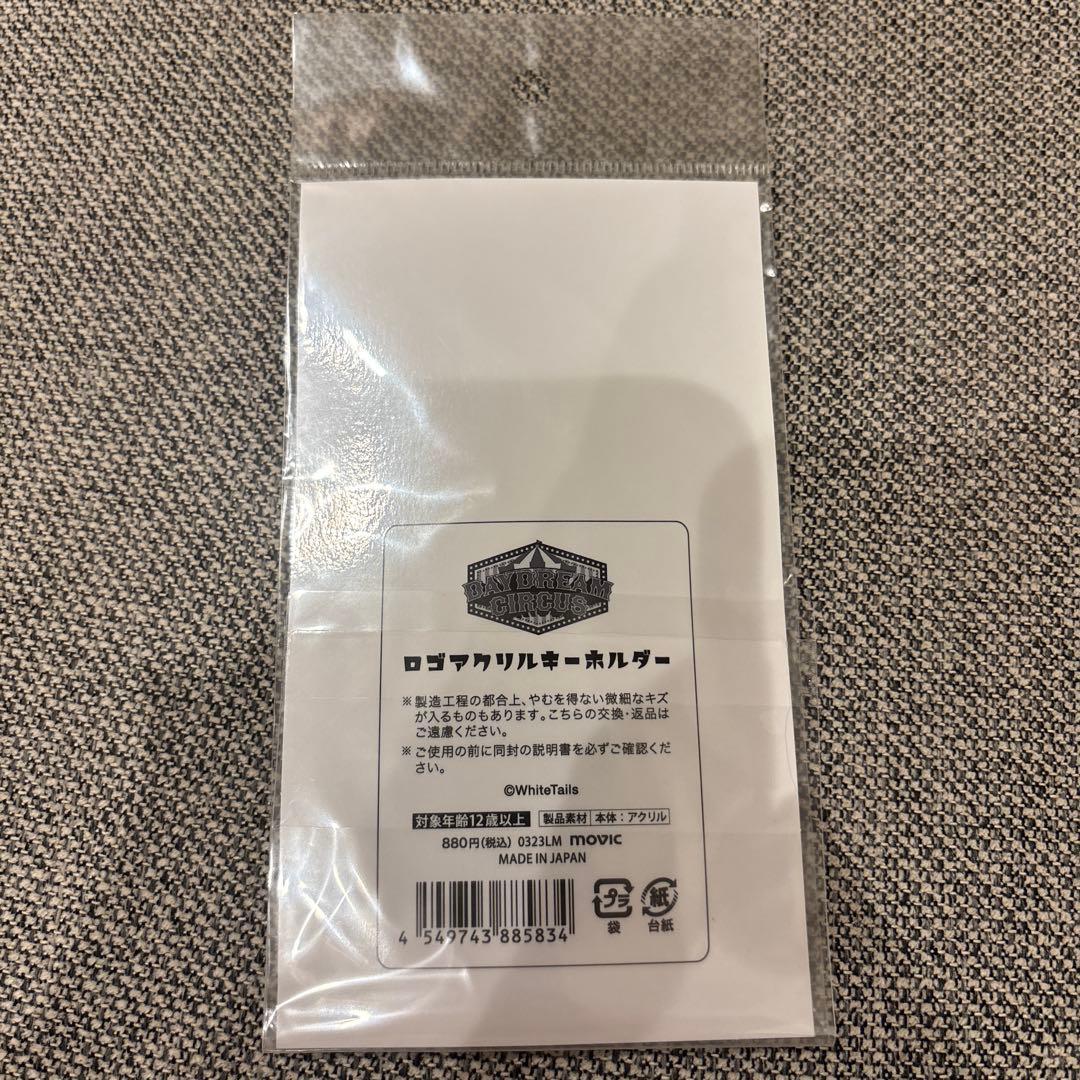 DAYDREAM
CIRCUS
ロゴアクリルキーホルダー
※製造工程の都合上、やむを得ない微細なキズ
が入るものもあります。こちらの交換・返品は
ご遠慮ください。
※ご使用の前に同封の説明書を必ずご確認くだ
さい。
©WhiteTails
対象年齢12歳以上 製品素材 本体：アクリル
880円(税込) 0323LM movic
MADE IN JAPAN
プラ 紙
袋 台紙
4 549743 885834